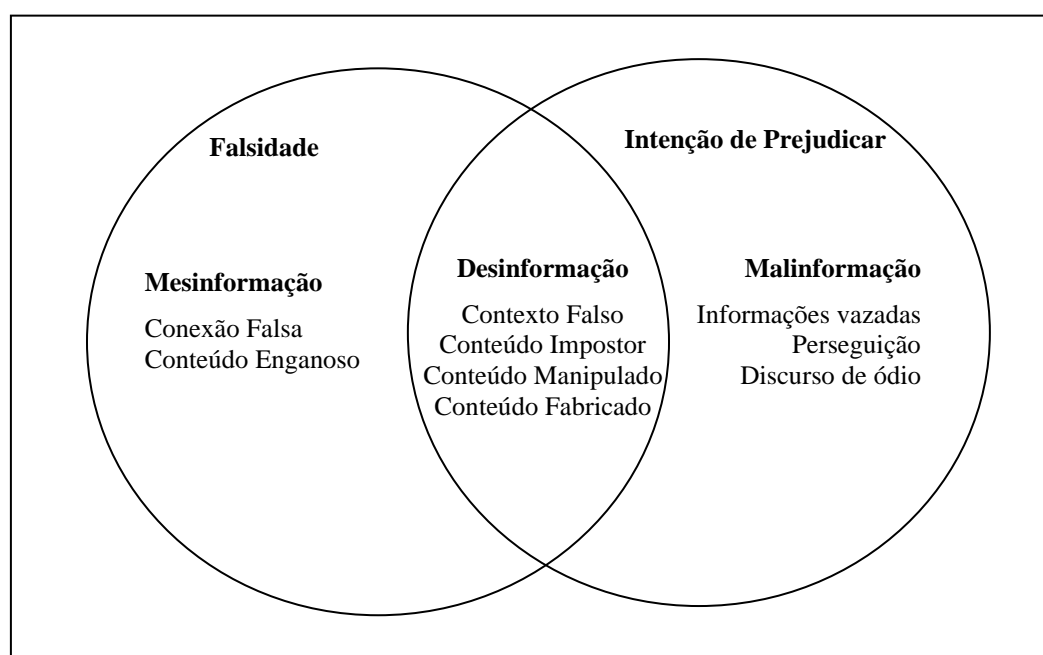 Falsidade
Intenção de Prejudicar
Mesinformação
Conexão Falsa
Conteúdo Enganoso
Desinformação
Contexto Falso
Conteúdo Impostor
Conteúdo Manipulado
Conteúdo Fabricado
Malinformação
Informações vazadas
Perseguição
Discurso de ódio